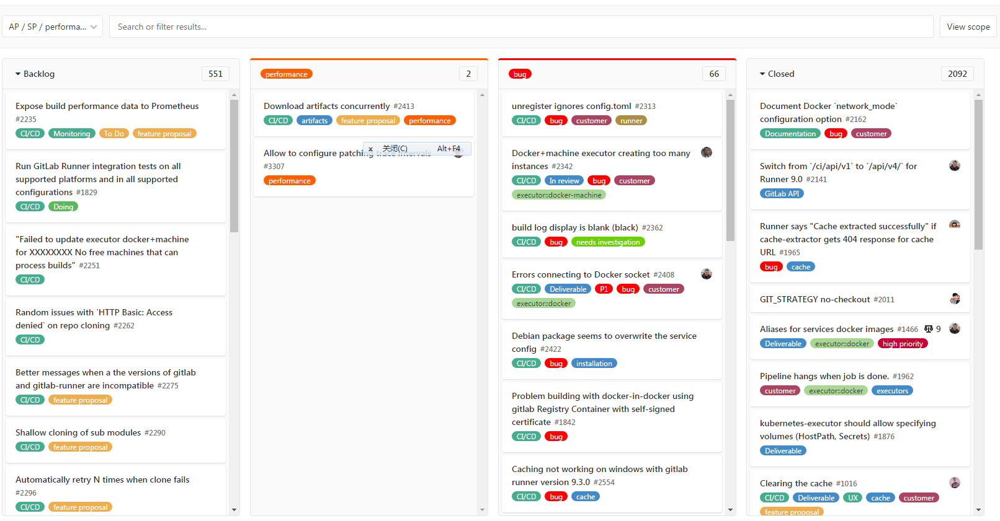 AP / SP / performa...
Search or filter results...
View scope
Backlog 551
Expose build performance data to Prometheus
#2235
CI/CD Monitoring To Do feature proposal
Run GitLab Runner integration tests on all
supported platforms and in all supported
configurations #1829
CI/CD Doing
"Failed to update executor docker+machine
for XXXXXXXX No free machines that can
process builds" #2251
CI/CD
Random issues with `HTTP Basic: Access
denied` on repo cloning #2262
CI/CD
Better messages when a the versions of gitlab
and gitlab-runner are incompatible #2275
CI/CD feature proposal
Shallow cloning of sub modules #2290
CI/CD feature proposal
Automatically retry N times when clone fails
#2296
CI/CD feature proposal
performance 2
Download artifacts concurrently #2413
CI/CD artifacts feature proposal performance
Allow to configure patching trace intervals
#3307
performance
x 关闭(C) Alt+F4
bug 66
unregister ignores config.toml #2313
CI/CD bug customer runner
Docker+machine executor creating too many
instances #2342
CI/CD In review bug customer
executor::docker-machine
build log display is blank (black) #2362
CI/CD bug needs investigation
Errors connecting to Docker socket #2408
CI/CD Deliverable P1 bug customer
executor::docker
Debian package seems to overwrite the service
config #2422
CI/CD bug installation
Problem building with docker-in-docker using
gitlab Registry Container with self-signed
certificate #1842
CI/CD bug
Caching not working on windows with gitlab
runner version 9.3.0 #2554
CI/CD bug cache
Closed 2092
Document Docker `network_mode`
configuration option #2162
Documentation bug customer
Switch from `/ci/api/v1` to `/api/v4/` for
Runner 9.0 #2141
GitLab API
Runner says "Cache extracted successfully" if
cache-extractor gets 404 response for cache
URL #1965
bug cache
GIT_STRATEGY no-checkout #2011
Aliases for services docker images #1466 9
Deliverable executor::docker high priority
Pipeline hangs when job is done. #1962
customer executor::docker executors
kubernetes-executor should allow specifying
volumes (HostPath, Secrets) #1876
Deliverable
Clearing the cache #1016
CI/CD Deliverable UX cache customer
feature proposal